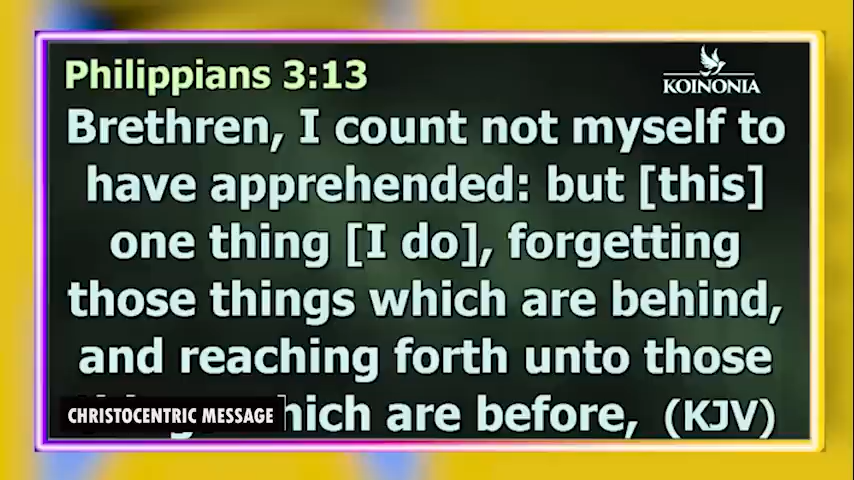 Philippians 3:13
KOINONIA
Brethren, I count not myself to
have apprehended: but [this]
one thing [I do], forgetting
those things which are behind,
and reaching forth unto those
which are before, (KJV)
CHRISTOCENTRIC MESSAGE